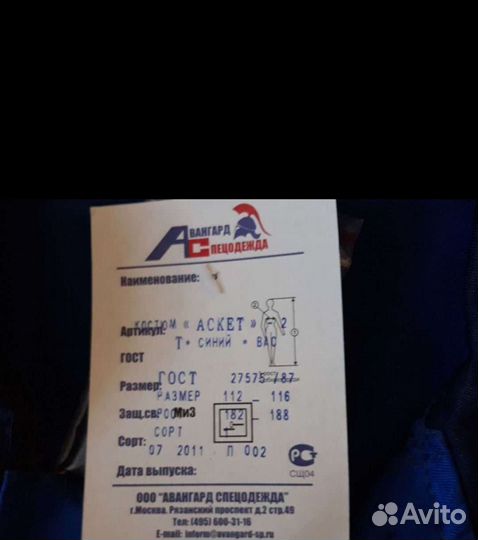 АВАНГАРД
СПЕЦОДЕЖДА
Наименование:
КОСТЮМ « АСКЕТ » 2
Артикул:
Т* СИНИЙ * ВАС
ГОСТ
ГОСТ 27575-87
Размер:
РАЗМЕР 112 _ 116
Защ.св: МиЗ
РОСТ 182 - 188
СОРТ
Сорт:
07 2011 П 002
Дата выпуска:
РС
СЩ04
ООО "АВАНГАРД СПЕЦОДЕЖДА"
г.Москва. Рязанский проспект д.2 стр.49
Тел: (495) 600-31-16
E-mail: inform@avangard-sp.ru
Avito